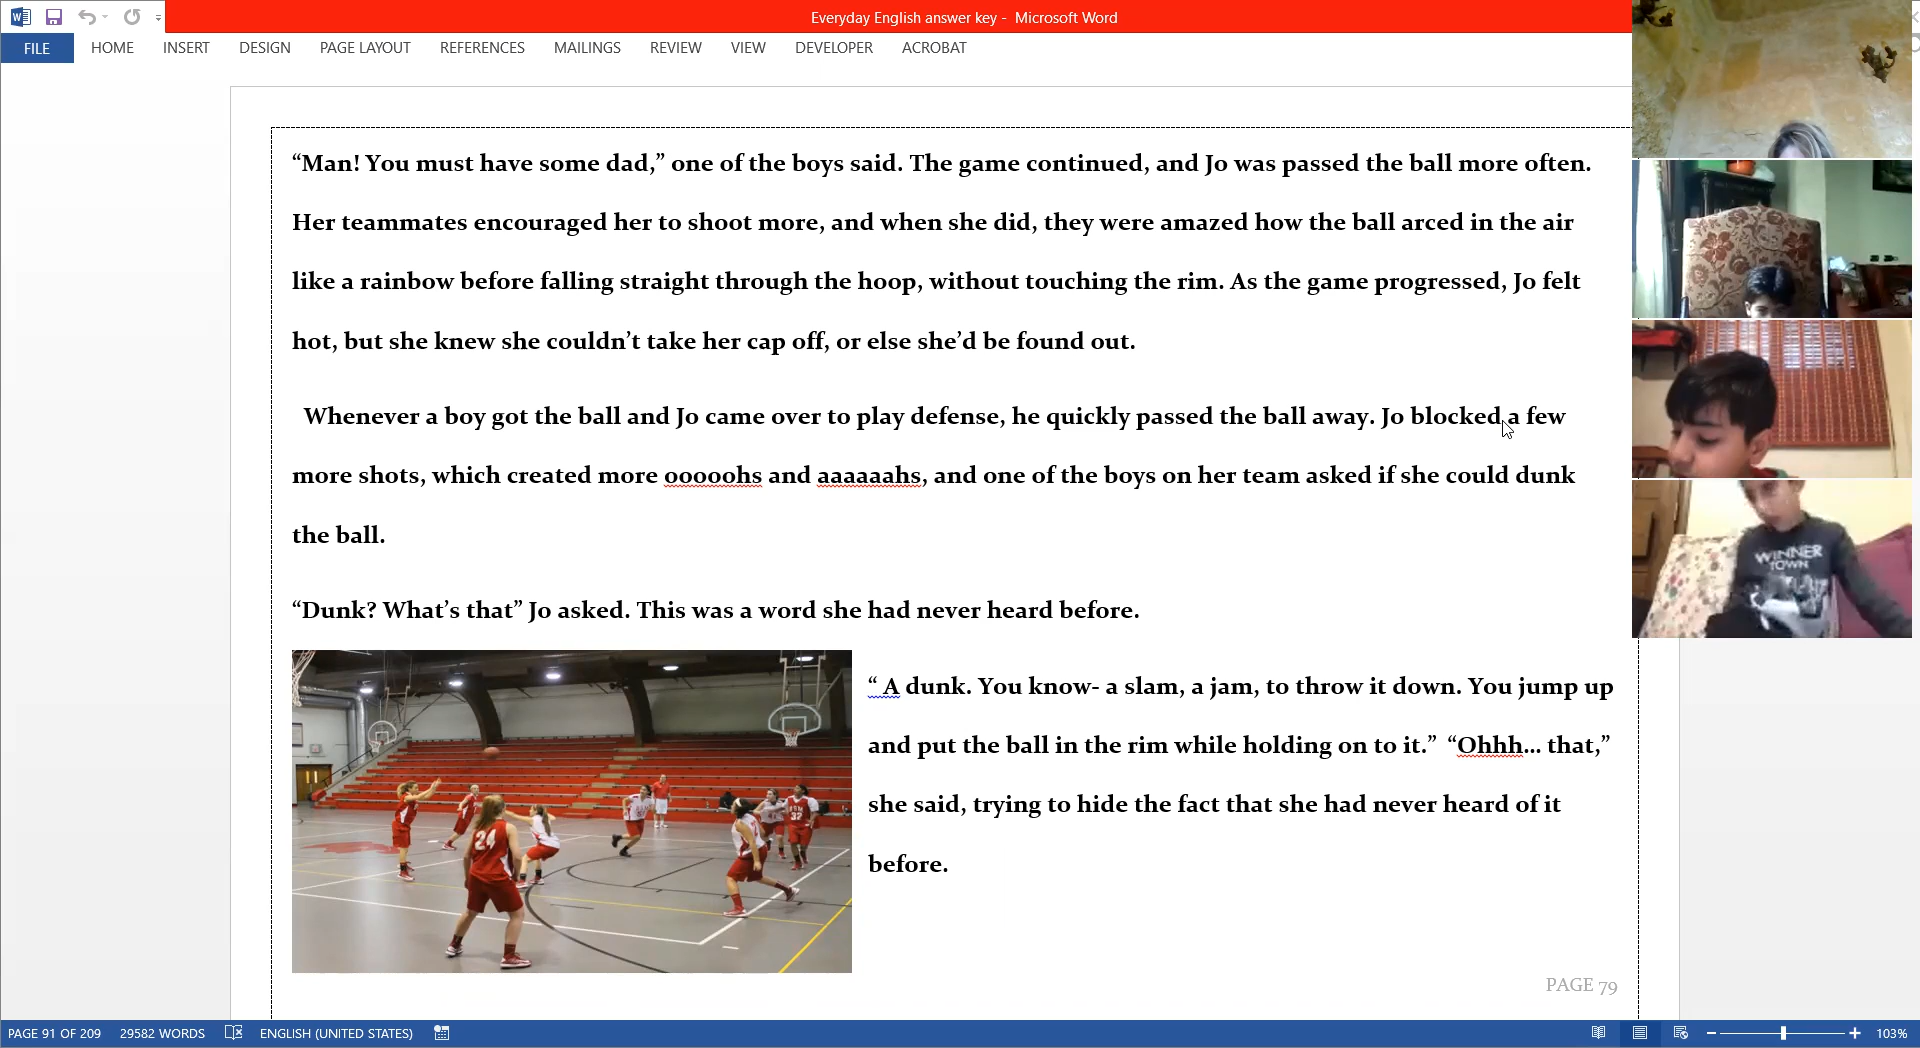 Everyday English answer key - Microsoft Word
FILE HOME INSERT DESIGN PAGE LAYOUT REFERENCES MAILINGS REVIEW VIEW DEVELOPER ACROBAT
“Man! You must have some dad,” one of the boys said. The game continued, and Jo was passed the ball more often.
Her teammates encouraged her to shoot more, and when she did, they were amazed how the ball arced in the air
like a rainbow before falling straight through the hoop, without touching the rim. As the game progressed, Jo felt
hot, but she knew she couldn’t take her cap off, or else she’d be found out.
Whenever a boy got the ball and Jo came over to play defense, he quickly passed the ball away. Jo blocked a few
more shots, which created more ooooohs and aaaaaahs, and one of the boys on her team asked if she could dunk
the ball.
“Dunk? What’s that” Jo asked. This was a word she had never heard before.
“ A dunk. You know- a slam, a jam, to throw it down. You jump up
and put the ball in the rim while holding on to it.” “Ohhh... that,”
she said, trying to hide the fact that she had never heard of it
before.
24
32
WINNER
TOWN
PAGE 79
PAGE 91 OF 209 29582 WORDS ENGLISH (UNITED STATES) 103%